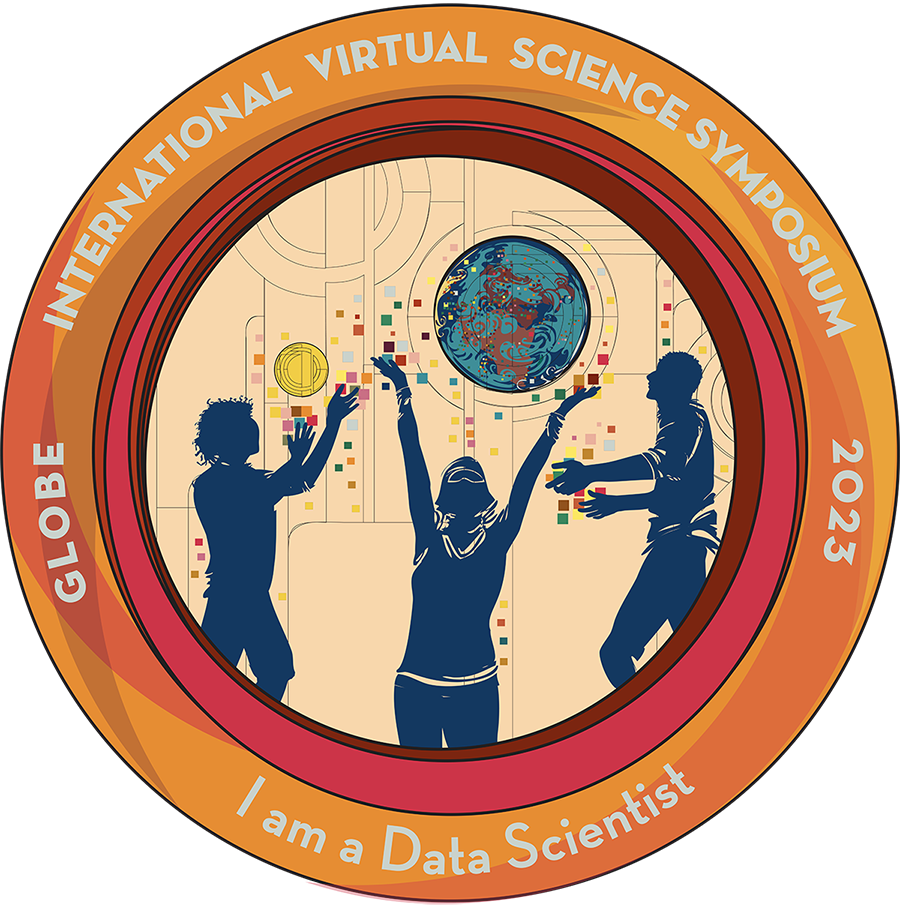 GLOBE INTERNATIONAL VIRTUAL SCIENCE SYMPOSIUM 2023
I am a Data Scientist